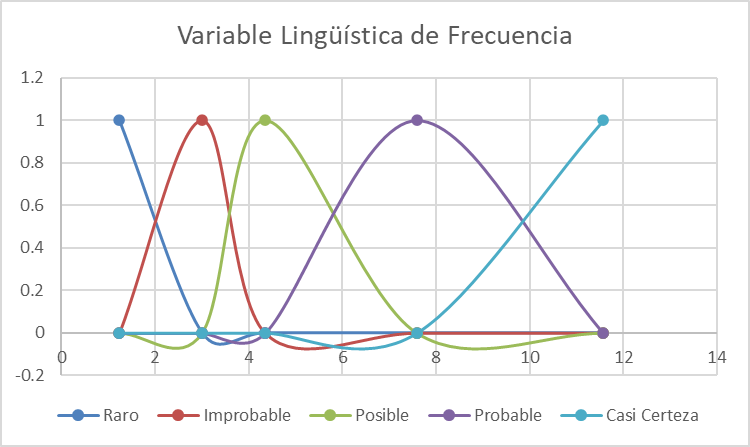 Variable Lingüística de Frecuencia
1.2
1
0.8
0.6
0.4
0.2
0
-0.2
0 2 4 6 8 10 12 14
Raro Improbable Posible Probable Casi Certeza